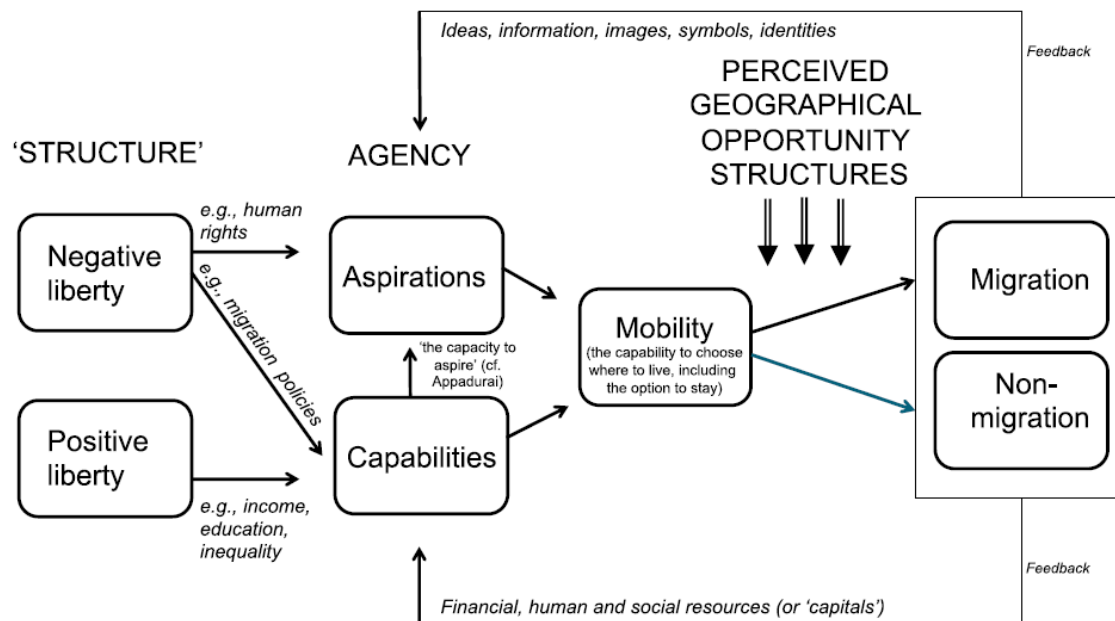 Ideas, information, images, symbols, identities
Feedback
PERCEIVED
GEOGRAPHICAL
OPPORTUNITY
STRUCTURES
‘STRUCTURE’
AGENCY
Negative
liberty
e.g., human
rights
e.g., migration policies
Aspirations
‘the capacity to
aspire’ (cf.
Appadurai)
Mobility
(the capability to choose
where to live, including
the option to stay)
Migration
Non-
migration
Positive
liberty
e.g., income,
education,
inequality
Capabilities
Feedback
Financial, human and social resources (or ‘capitals’)